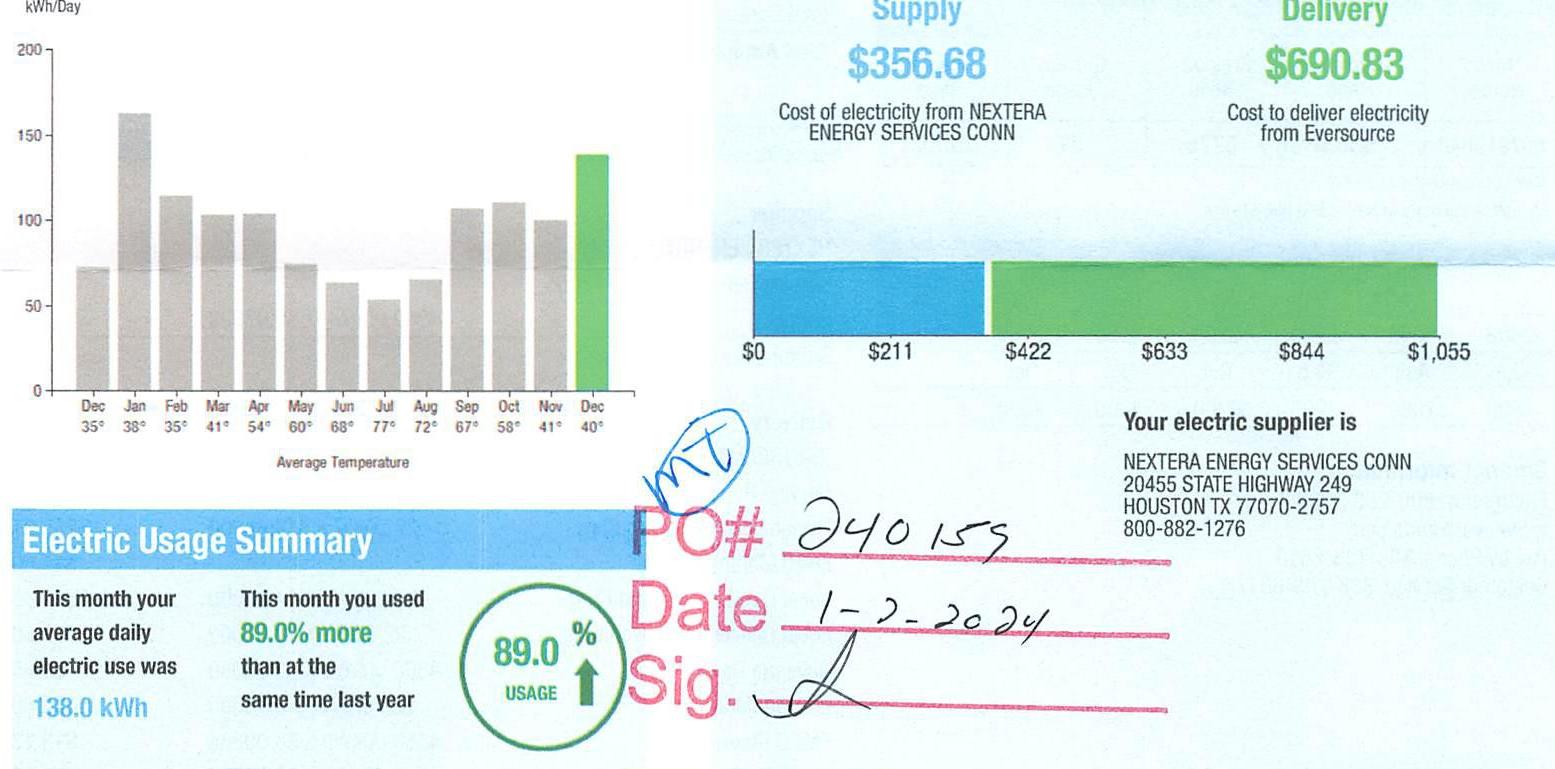 kWh/Day
200
150
100
50
0
Dec Jan Feb Mar Apr May Jun Jul Aug Sep Oct Nov Dec
35° 38° 35° 41° 54° 60° 68° 77° 72° 67° 58° 41° 40°
Average Temperature
Supply
$356.68
Cost of electricity from NEXTERA
ENERGY SERVICES CONN
Delivery
$690.83
Cost to deliver electricity
from Eversource
$0 $211 $422 $633 $844 $1,055
Your electric supplier is
NEXTERA ENERGY SERVICES CONN
20455 STATE HIGHWAY 249
HOUSTON TX 77070-2757
800-882-1276
mt
PO# 240159
Date 1-2-2024
Sig.
Electric Usage Summary
This month your
average daily
electric use was
138.0 kWh
This month you used
89.0% more
than at the
same time last year
89.0 %
USAGE